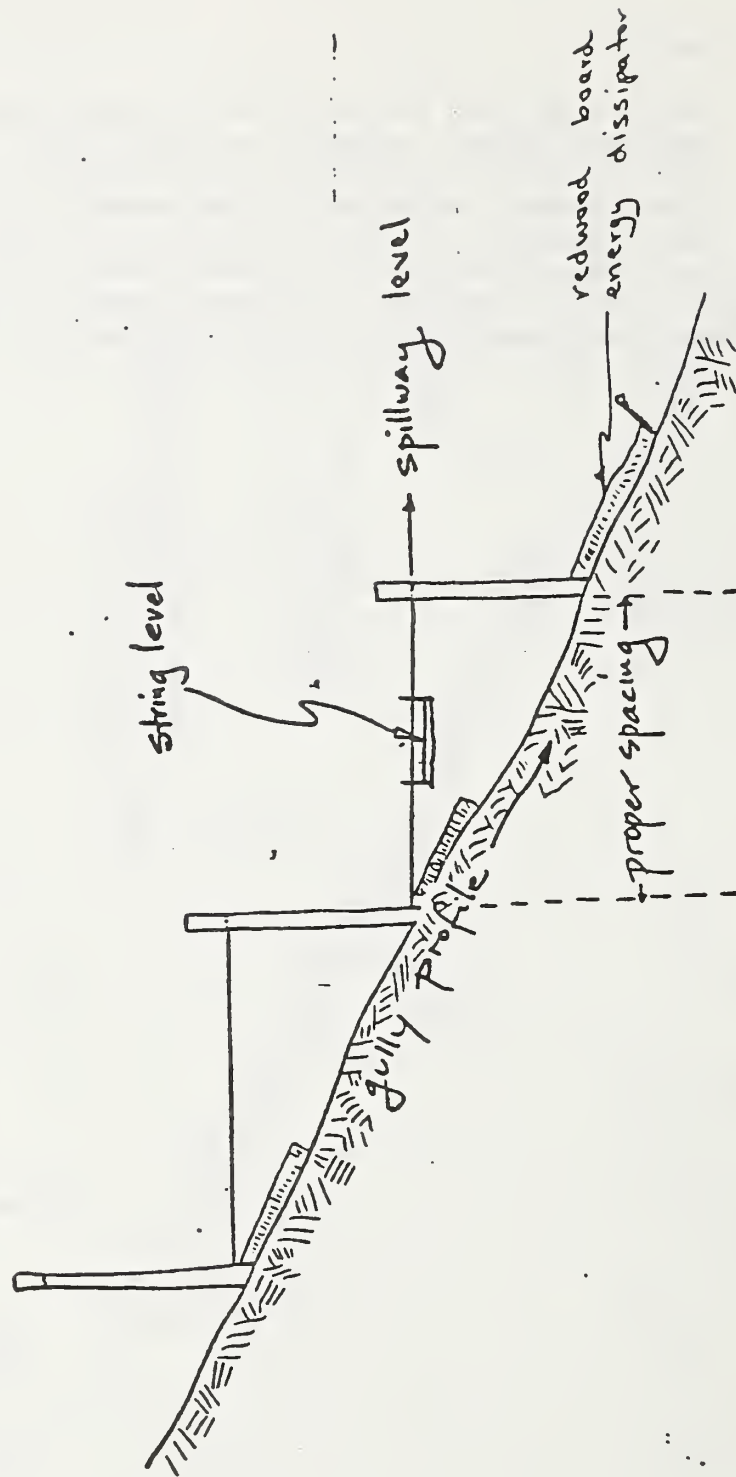 string level
spillway level
redwood board
energy dissipator
gully profile
proper spacing